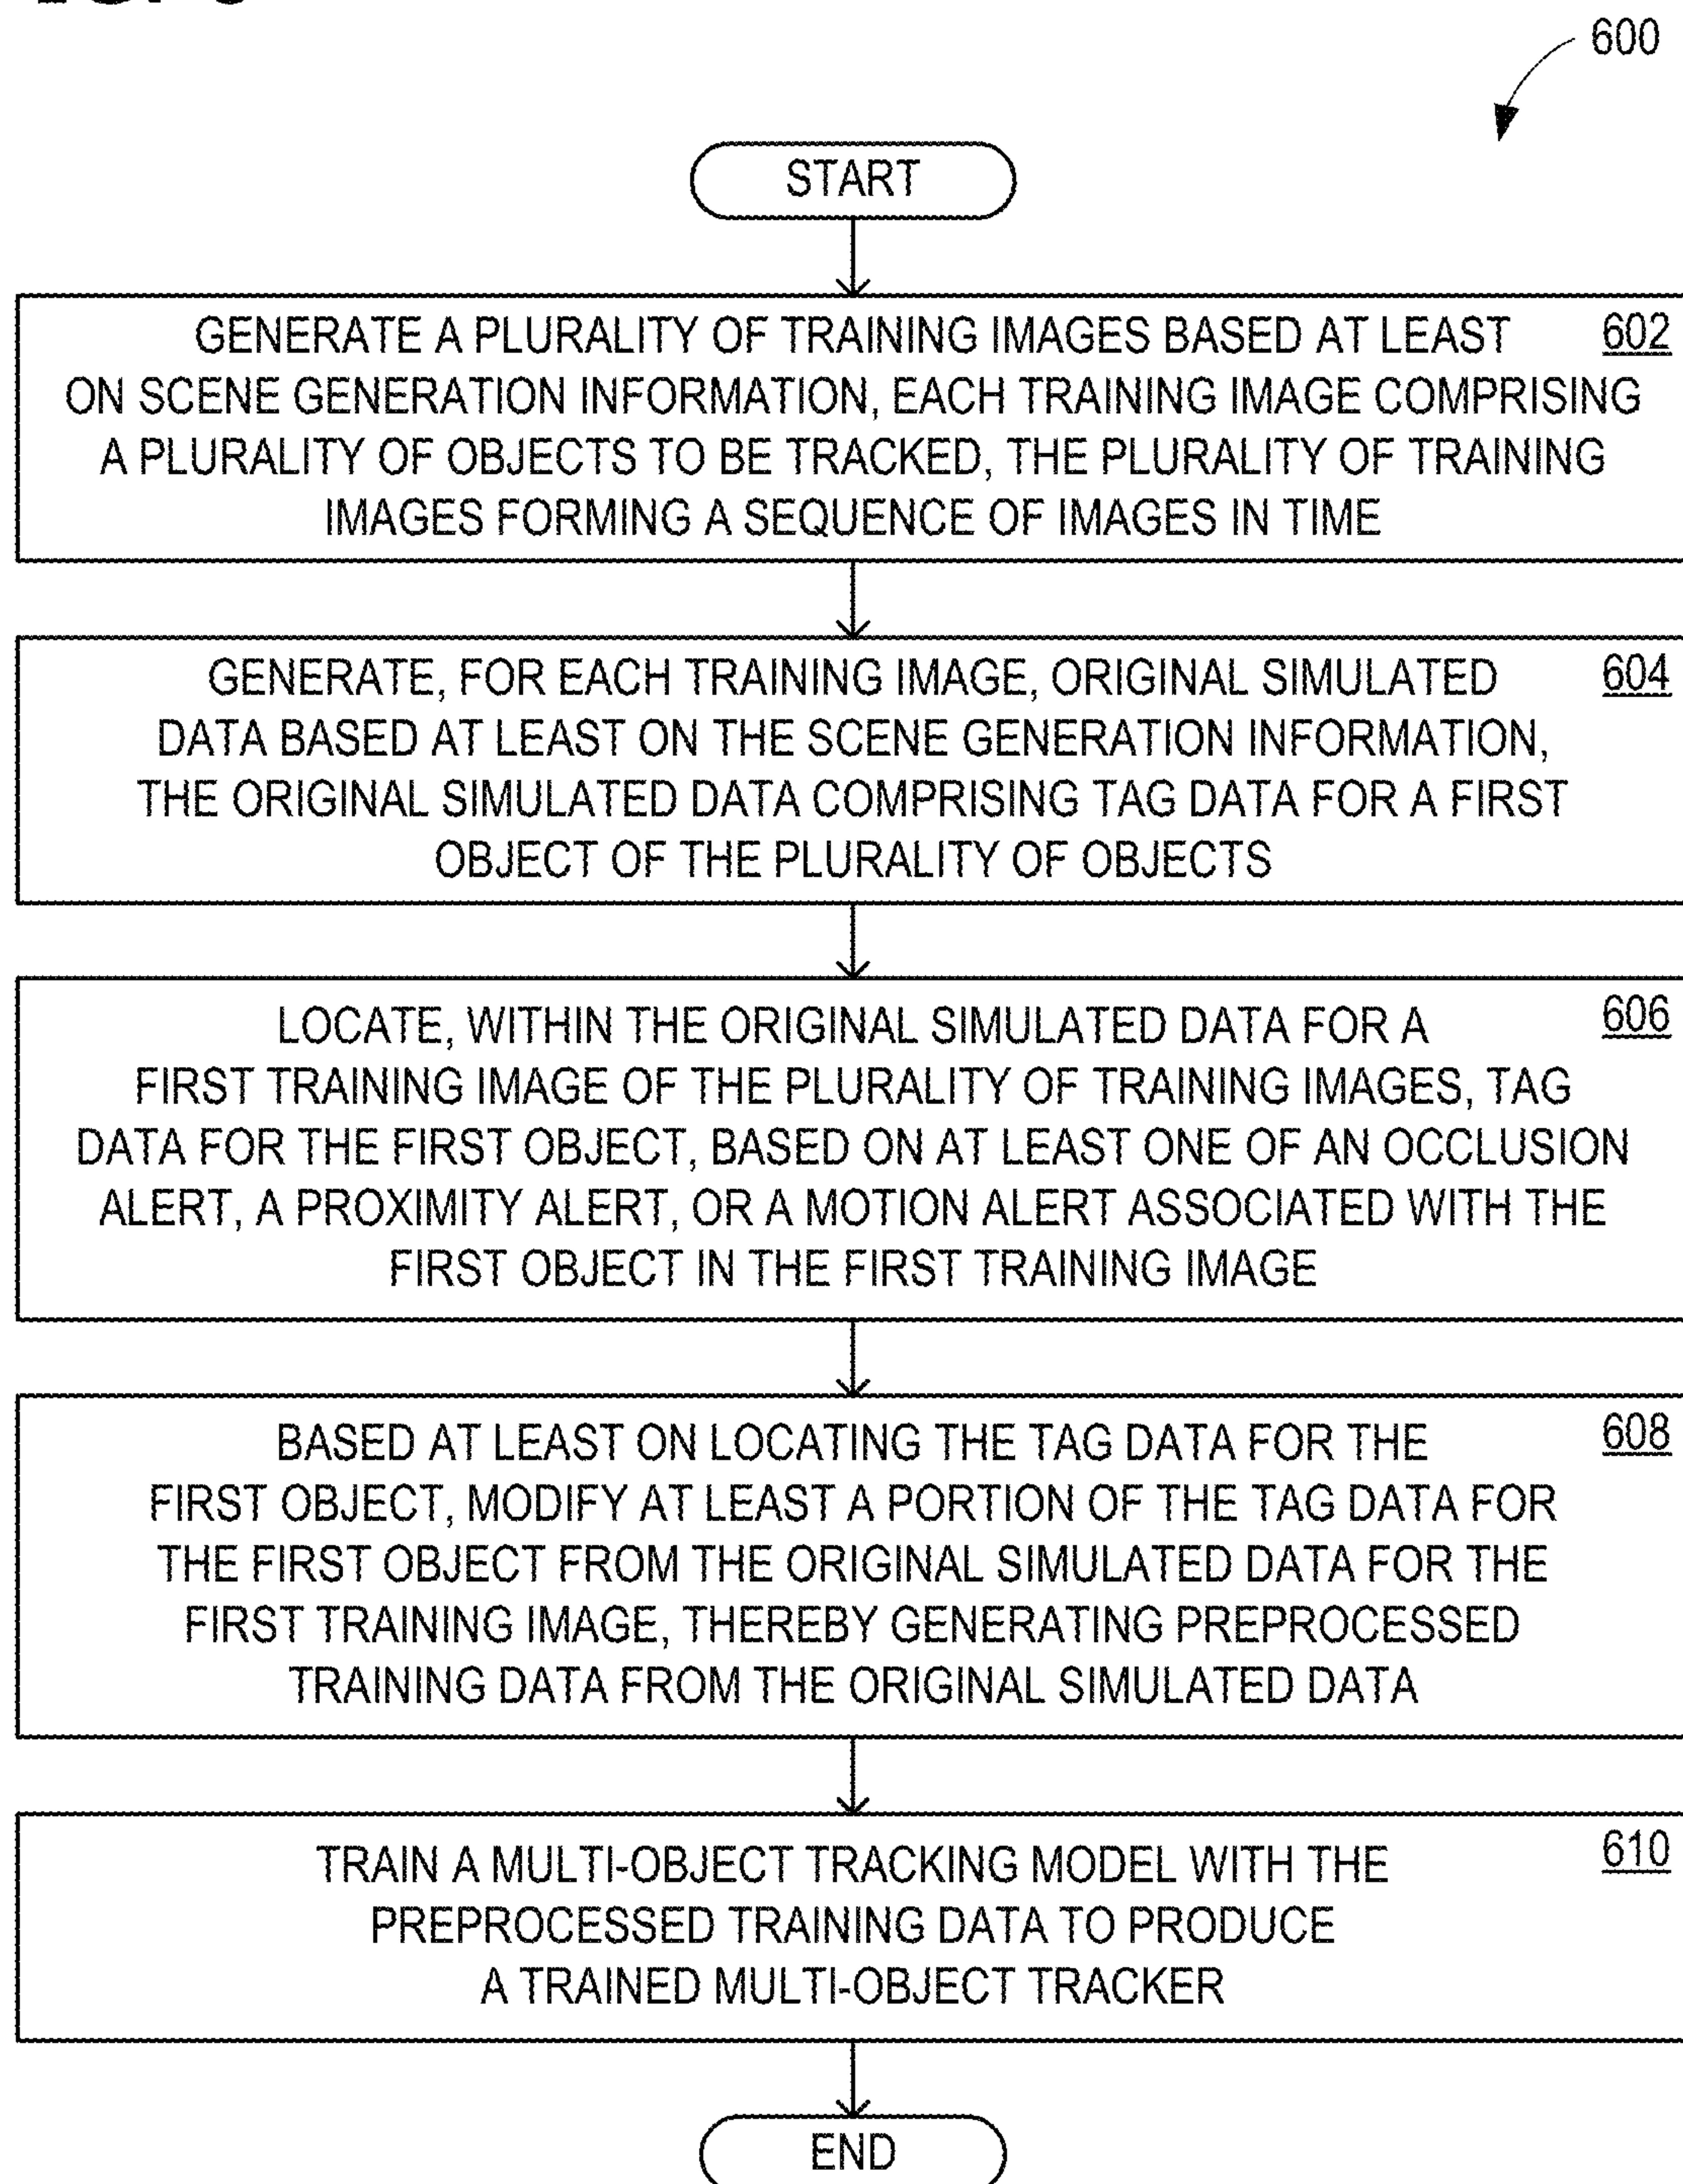 600
START
GENERATE A PLURALITY OF TRAINING IMAGES BASED AT LEAST 602
ON SCENE GENERATION INFORMATION, EACH TRAINING IMAGE COMPRISING
A PLURALITY OF OBJECTS TO BE TRACKED, THE PLURALITY OF TRAINING
IMAGES FORMING A SEQUENCE OF IMAGES IN TIME
GENERATE, FOR EACH TRAINING IMAGE, ORIGINAL SIMULATED 604
DATA BASED AT LEAST ON THE SCENE GENERATION INFORMATION,
THE ORIGINAL SIMULATED DATA COMPRISING TAG DATA FOR A FIRST
OBJECT OF THE PLURALITY OF OBJECTS
LOCATE, WITHIN THE ORIGINAL SIMULATED DATA FOR A 606
FIRST TRAINING IMAGE OF THE PLURALITY OF TRAINING IMAGES, TAG
DATA FOR THE FIRST OBJECT, BASED ON AT LEAST ONE OF AN OCCLUSION
ALERT, A PROXIMITY ALERT, OR A MOTION ALERT ASSOCIATED WITH THE
FIRST OBJECT IN THE FIRST TRAINING IMAGE
BASED AT LEAST ON LOCATING THE TAG DATA FOR THE 608
FIRST OBJECT, MODIFY AT LEAST A PORTION OF THE TAG DATA FOR
THE FIRST OBJECT FROM THE ORIGINAL SIMULATED DATA FOR THE
FIRST TRAINING IMAGE, THEREBY GENERATING PREPROCESSED
TRAINING DATA FROM THE ORIGINAL SIMULATED DATA
TRAIN A MULTI-OBJECT TRACKING MODEL WITH THE 610
PREPROCESSED TRAINING DATA TO PRODUCE
A TRAINED MULTI-OBJECT TRACKER
END